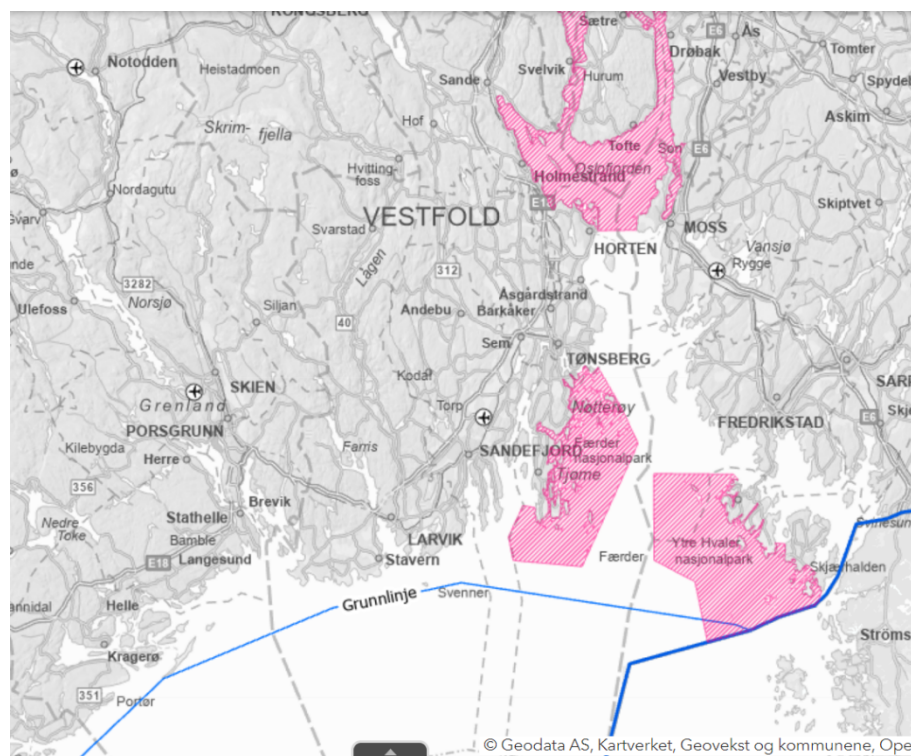 KONGSBERG
Sætre
E6
Ås
Drøbak
Tomter
Notodden
Heistadmoen
Svelvik
Hurum
Sande
Vestby
Askim
Hof
Skrim-
fjella
Tofte
Son
E6
Oslofjorden
Hvitting-
foss
Holmestrand
Nordagutu
E18
Skiptvet
VESTFOLD
Svarstad
MOSS
HORTEN
Vansjø
Rygge
Lågen
312
3282
Norsjø
Siljan
Åsgårdstrand
Barkåker
Andebu
Ulefoss
40
Sem
TØNSBERG
Kodal
SKIEN
Grenland
Torp
Nøtterøy
FREDRIKSTAD
E6
PORSGRUNN
Kilebygda
Farris
SANDEFJORD
Færder
nasjonalpark
Herre
Tjøme
356
Brevik
Nedre
Toke
Stathelle
LARVIK
Bamble
Langesund
E18
Stavern
Færder
Ytre Hvaler
nasjonalpark
Skjærhalden
Grunnlinje
Svenner
Helle
Kragerø
351
Portør
© Geodata AS, Kartverket, Geovekst og kommunene, Ope